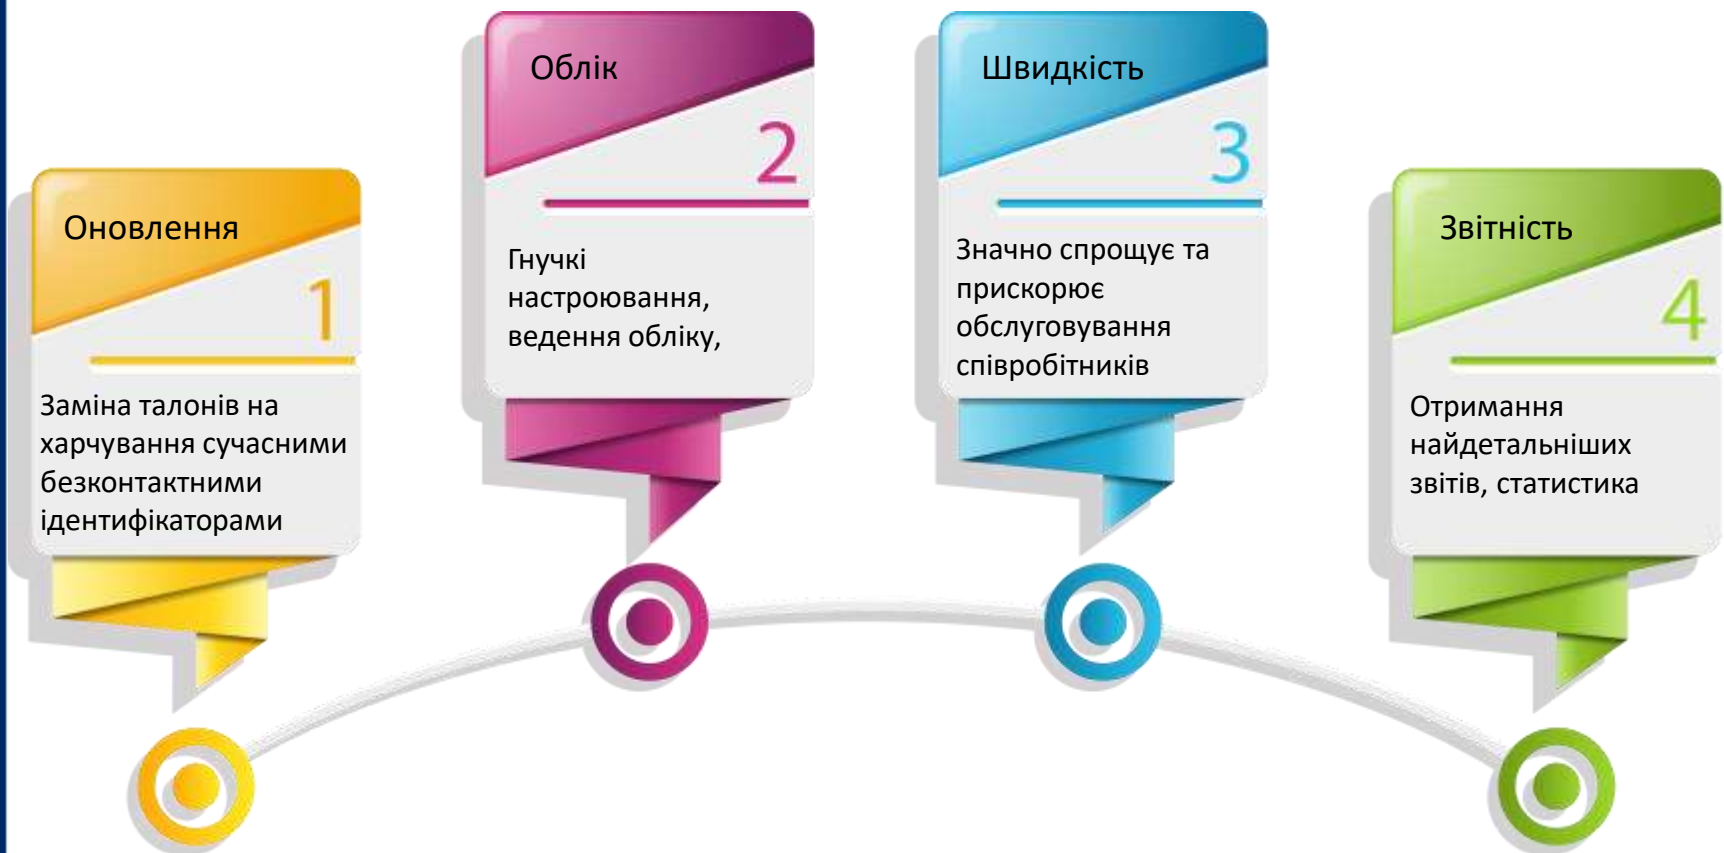 Оновлення
1
Заміна талонів на
харчування сучасними
безконтактними
ідентифікаторами
Облік
2
Гнучкі
настроювання,
ведення обліку,
Швидкість
3
Значно спрощує та
прискорює
обслуговування
співробітників
Звітність
4
Отримання
найдетальніших
звітів, статистика